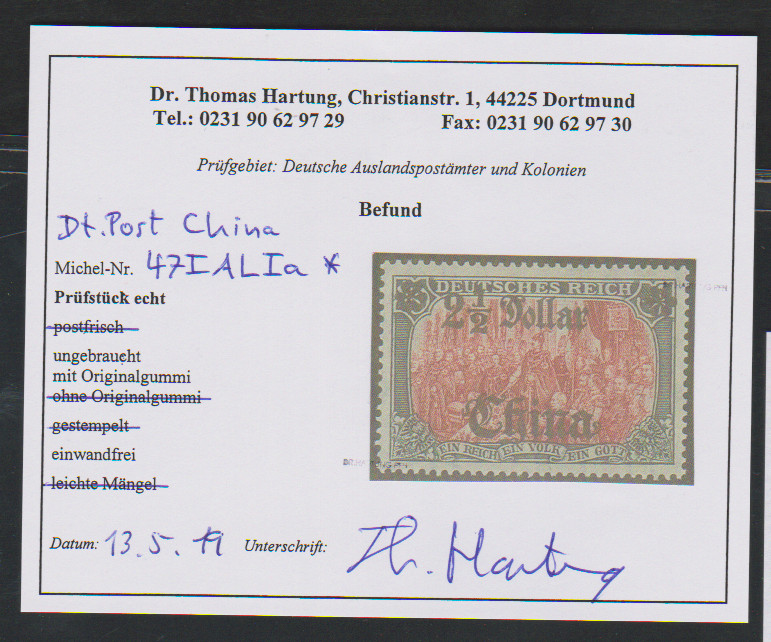 Dr. Thomas Hartung, Christianstr. 1, 44225 Dortmund
Tel.: 0231 90 62 97 29 Fax: 0231 90 62 97 30
Prüfgebiet: Deutsche Auslandspostämter und Kolonien
Befund
Dt. Post China
Michel-Nr. 47IALIa *
Prüfstück echt
postfrisch
ungebraucht
mit Originalgummi
ohne Originalgummi
gestempelt
einwandfrei
leichte Mängel
DEUTSCHES REICH
2½ Dollar
China
EIN REICH EIN VOLK EIN GOTT
Datum: 13.5.19 Unterschrift: Th. Hartung